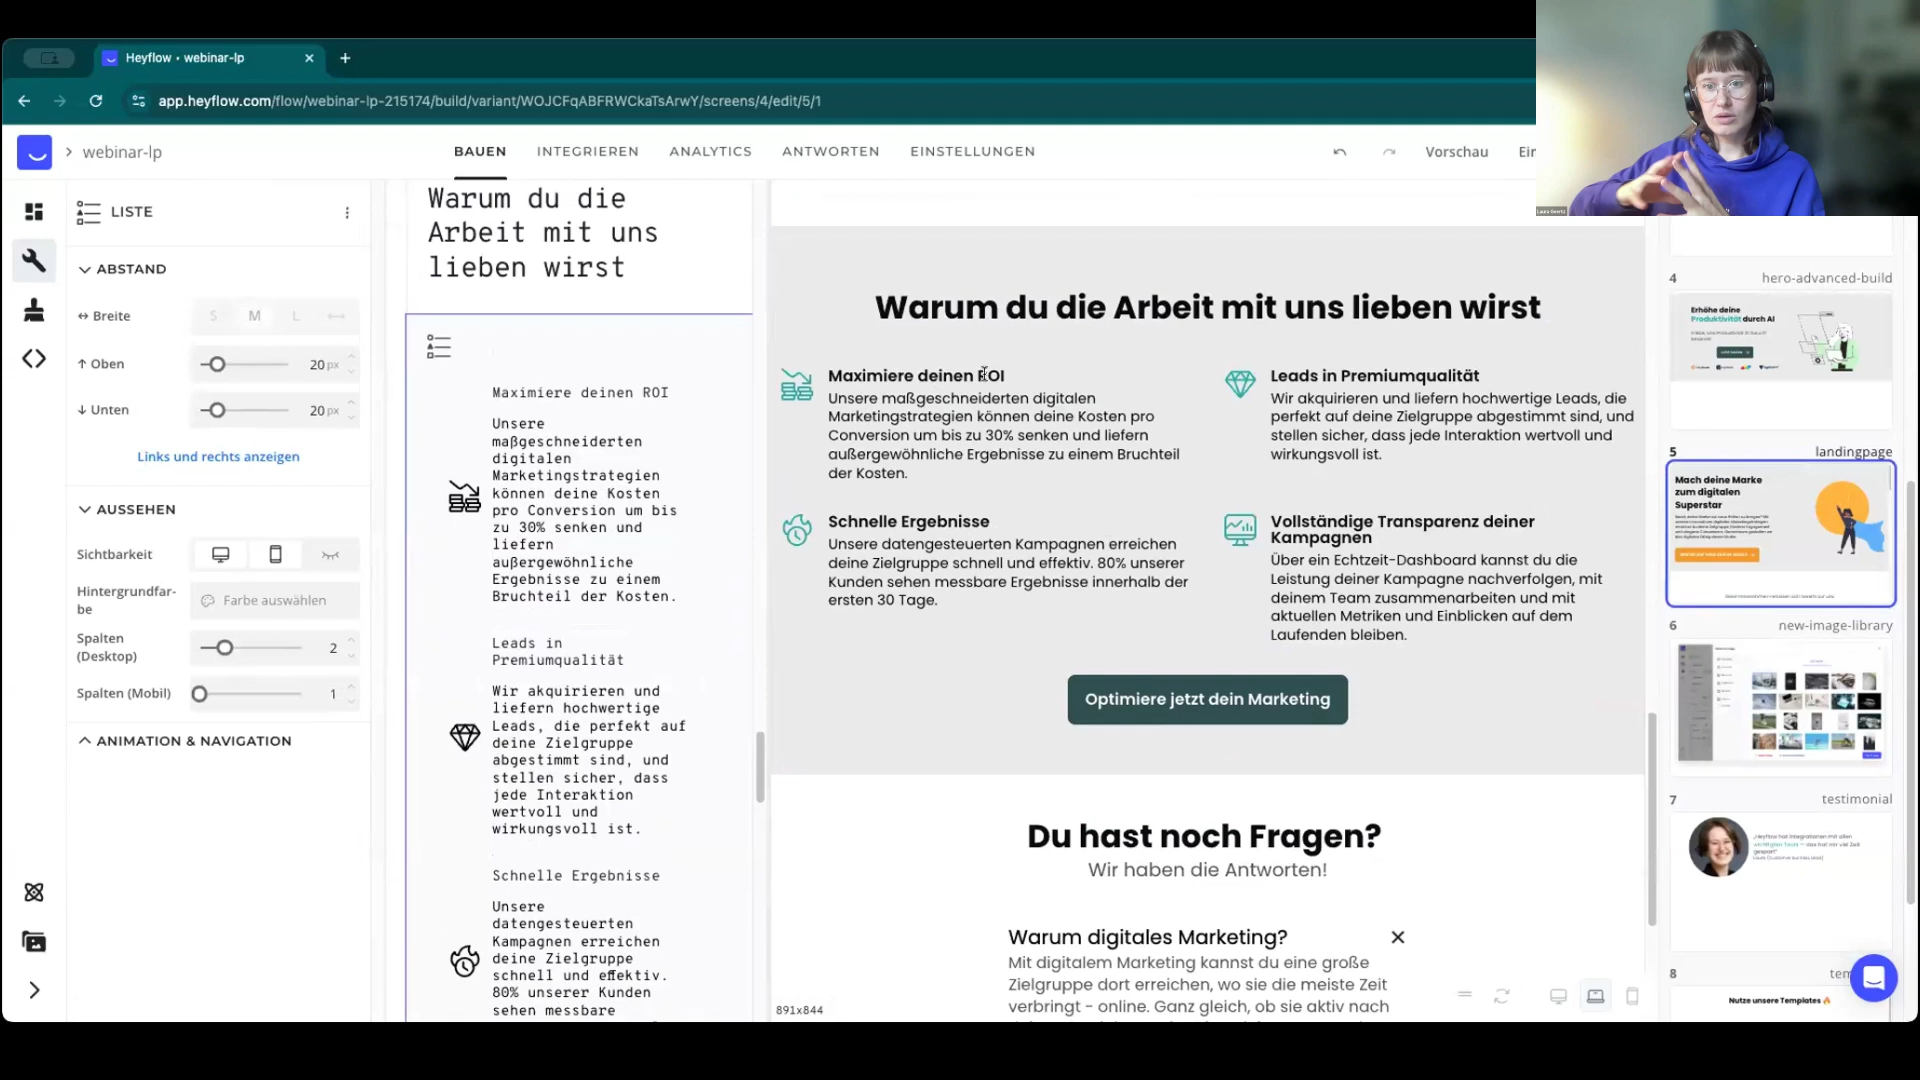 Heyflow • webinar-lp
app.heyflow.com/flow/webinar-lp-215174/build/variant/WOJCFqABFRWCkaTsArwY/screens/4/edit/5/1
webinar-lp
BAUEN
INTEGRIEREN
ANALYTICS
ANTWORTEN
EINSTELLUNGEN
Vorschau
Ein
LISTE
ABSTAND
Breite
S
M
L
Oben
20 px
Unten
20 px
Links und rechts anzeigen
AUSSEHEN
Sichtbarkeit
Hintergrundfar-
be
Farbe auswählen
Spalten
(Desktop)
2
Spalten (Mobil)
1
ANIMATION & NAVIGATION
Warum du die
Arbeit mit uns
lieben wirst
Maximiere deinen ROI
Unsere
maßgeschneiderten
digitalen
Marketingstrategien
können deine Kosten
pro Conversion um bis
zu 30% senken und
liefern
außergewöhnliche
Ergebnisse zu einem
Bruchteil der Kosten.
Leads in
Premiumqualität
Wir akquirieren und
liefern hochwertige
Leads, die perfekt auf
deine Zielgruppe
abgestimmt sind, und
stellen sicher, dass
jede Interaktion
wertvoll und
wirkungsvoll ist.
Schnelle Ergebnisse
Unsere
datengesteuerten
Kampagnen erreichen
deine Zielgruppe
schnell und effektiv.
80% unserer Kunden
sehen messbare
Warum du die Arbeit mit uns lieben wirst
Maximiere deinen ROI
Unsere maßgeschneiderten digitalen
Marketingstrategien können deine Kosten pro
Conversion um bis zu 30% senken und liefern
außergewöhnliche Ergebnisse zu einem Bruchteil
der Kosten.
Leads in Premiumqualität
Wir akquirieren und liefern hochwertige Leads, die
perfekt auf deine Zielgruppe abgestimmt sind, und
stellen sicher, dass jede Interaktion wertvoll und
wirkungsvoll ist.
Schnelle Ergebnisse
Unsere datengesteuerten Kampagnen erreichen
deine Zielgruppe schnell und effektiv. 80% unserer
Kunden sehen messbare Ergebnisse innerhalb der
ersten 30 Tage.
Vollständige Transparenz deiner
Kampagnen
Über ein Echtzeit-Dashboard kannst du die
Leistung deiner Kampagne nachverfolgen, mit
deinem Team zusammenarbeiten und mit
aktuellen Metriken und Einblicken auf dem
Laufenden bleiben.
Optimiere jetzt dein Marketing
Du hast noch Fragen?
Wir haben die Antworten!
Warum digitales Marketing?
Mit digitalem Marketing kannst du eine große
Zielgruppe dort erreichen, wo sie die meiste Zeit
verbringt - online. Ganz gleich, ob sie aktiv nach
891x844
4
hero-advanced-build
Erhöhe deine
Produktivität durch AI
5
landingpage
Mach deine Marke
zum digitalen
Superstar
6
new-image-library
7
testimonial
8
tem
Nutze unsere Templates